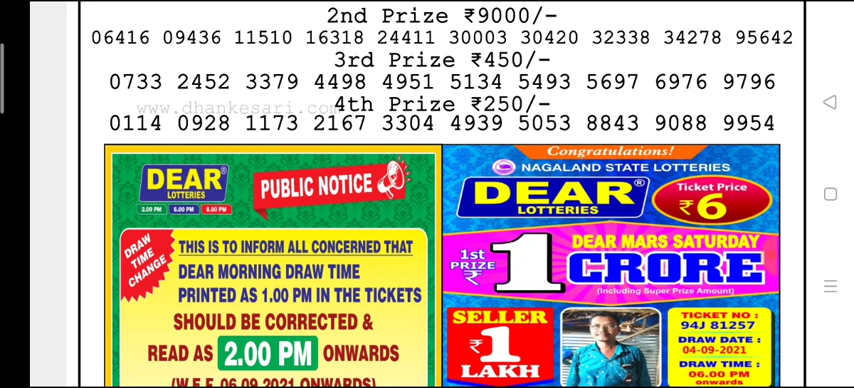 2nd Prize ₹9000/-
06416 09436 11510 16318 24411 30003 30420 32338 34278 95642
3rd Prize ₹450/-
0733 2452 3379 4498 4951 5134 5493 5697 6976 9796
www.dhankesari.com
4th Prize ₹250/-
0114 0928 1173 2167 3304 4939 5053 8843 9088 9954
DEAR®
LOTTERIES
2.00 PM 6.00 PM 8.00 PM
PUBLIC NOTICE
DRAW
TIME
CHANGE
THIS IS TO INFORM ALL CONCERNED THAT
DEAR MORNING DRAW TIME
PRINTED AS 1.00 PM IN THE TICKETS
SHOULD BE CORRECTED &
READ AS 2.00 PM ONWARDS
(W.E.F. 06.09.2021 ONWARDS)
Congratulations!
NAGALAND STATE LOTTERIES
DEAR®
LOTTERIES
Ticket Price
₹6
DEAR MARS SATURDAY
1st
PRIZE
₹
1 CRORE
(Including Super Prize Amount)
SELLER
₹1
LAKH
TICKET NO :
94J 81257
DRAW DATE :
04-09-2021
DRAW TIME :
06.00 PM
onwards